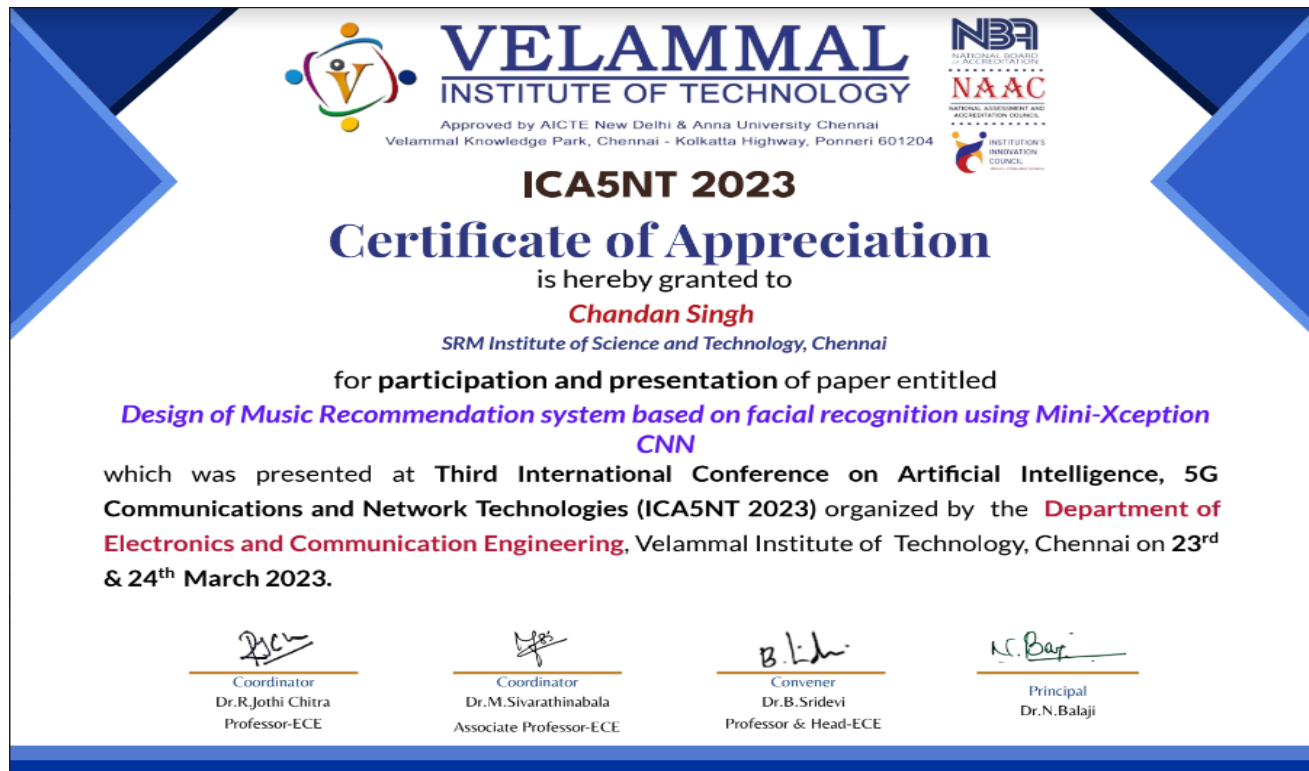 VELAMMAL
INSTITUTE OF TECHNOLOGY
Approved by AICTE New Delhi & Anna University Chennai
Velammal Knowledge Park, Chennai - Kolkatta Highway, Ponneri 601204
V
NBA
NATIONAL BOARD
OF ACCREDITATION
NAAC
NATIONAL ASSESSMENT AND
ACCREDITATION COUNCIL
INSTITUTION'S
INNOVATION
COUNCIL
ICA5NT 2023
Certificate of Appreciation
is hereby granted to
Chandan Singh
SRM Institute of Science and Technology, Chennai
for participation and presentation of paper entitled
Design of Music Recommendation system based on facial recognition using Mini-Xception
CNN
which was presented at Third International Conference on Artificial Intelligence, 5G
Communications and Network Technologies (ICA5NT 2023) organized by the Department of
Electronics and Communication Engineering, Velammal Institute of Technology, Chennai on 23rd
& 24th March 2023.
Coordinator
Dr.R.Jothi Chitra
Professor-ECE
Coordinator
Dr.M.Sivarathinabala
Associate Professor-ECE
B.
Convener
Dr.B.Sridevi
Professor & Head-ECE
N.
Principal
Dr.N.Balaji